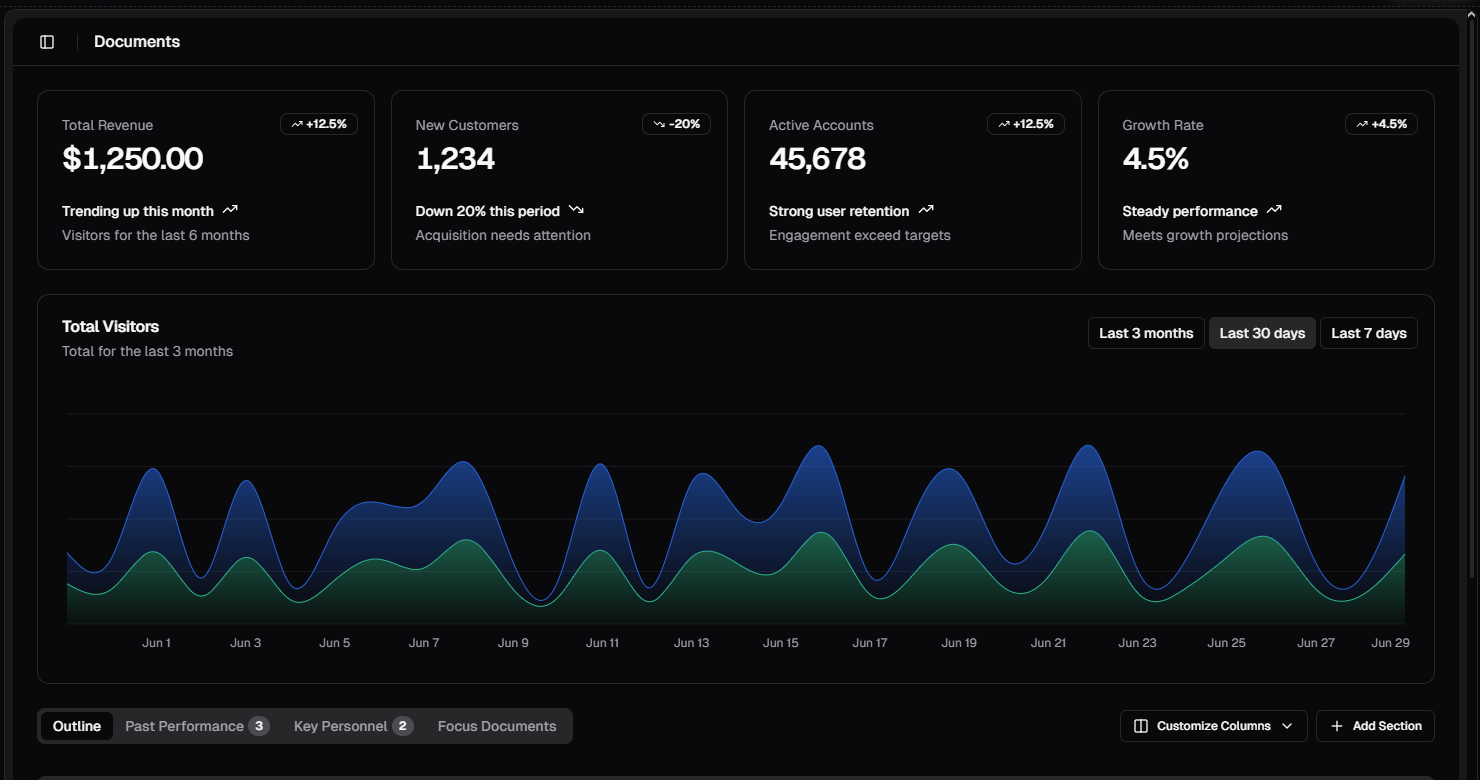 Documents
Total Revenue
+12.5%
$1,250.00
Trending up this month
Visitors for the last 6 months
New Customers
-20%
1,234
Down 20% this period
Acquisition needs attention
Active Accounts
+12.5%
45,678
Strong user retention
Engagement exceed targets
Growth Rate
+4.5%
4.5%
Steady performance
Meets growth projections
Total Visitors
Total for the last 3 months
Last 3 months Last 30 days Last 7 days
Jun 1 Jun 3 Jun 5 Jun 7 Jun 9 Jun 11 Jun 13 Jun 15 Jun 17 Jun 19 Jun 21 Jun 23 Jun 25 Jun 27 Jun 29
Outline Past Performance 3 Key Personnel 2 Focus Documents
Customize Columns Add Section